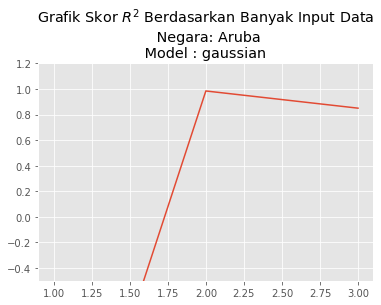 Grafik Skor R² Berdasarkan Banyak Input Data
Negara: Aruba
Model : gaussian
1.2
1.0
0.8
0.6
0.4
0.2
0.0
−0.2
−0.4
1.00 1.25 1.50 1.75 2.00 2.25 2.50 2.75 3.00